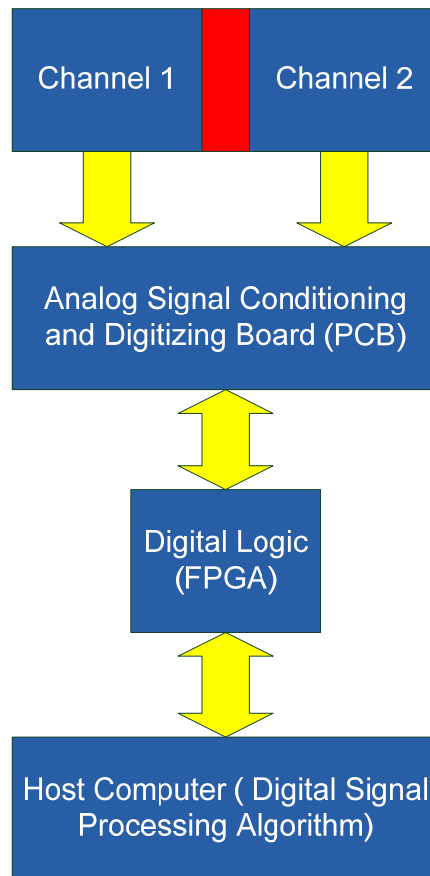 Channel 1
Channel 2
Analog Signal Conditioning
and Digitizing Board (PCB)
Digital Logic
(FPGA)
Host Computer ( Digital Signal
Processing Algorithm)